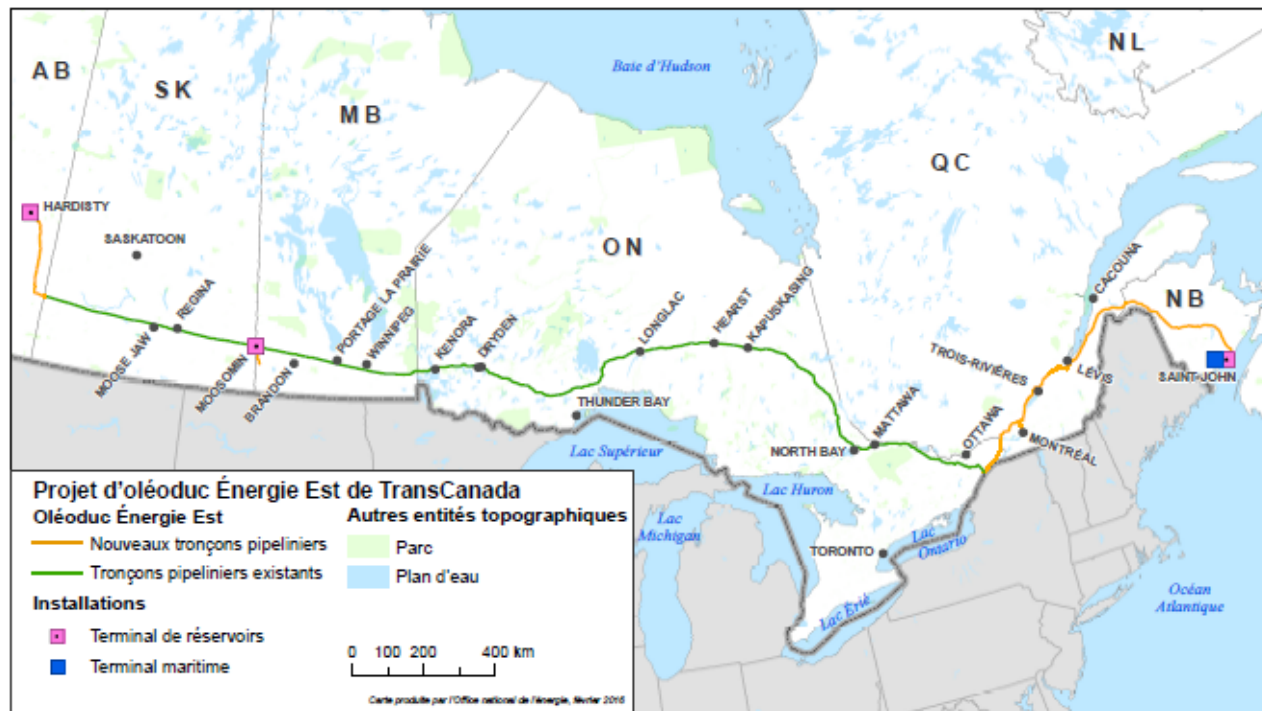 AB
SK
MB
ON
QC
NL
NB
Baie d'Hudson
HARDISTY
SASKATOON
MOOSE JAW
REGINA
MOOSOMIN
BRANDON
PORTAGE LA PRAIRIE
WINNIPEG
KENORA
DRYDEN
THUNDER BAY
LONGLAC
HEARST
KAPUSKASING
NORTH BAY
MATTAWA
OTTAWA
MONTRÉAL
TROIS-RIVIÈRES
LÉVIS
CACOUNA
SAINT-JOHN
TORONTO
Lac Supérieur
Lac Huron
Lac
Michigan
Lac
Ontario
Lac Érié
Océan
Atlantique
Projet d'oléoduc Énergie Est de TransCanada
Oléoduc Énergie Est
Nouveaux tronçons pipeliniers
Tronçons pipeliniers existants
Installations
Terminal de réservoirs
Terminal maritime
Autres entités topographiques
Parc
Plan d'eau
0 100 200 400 km
Carte produite par l'Office national de l'énergie, février 2016